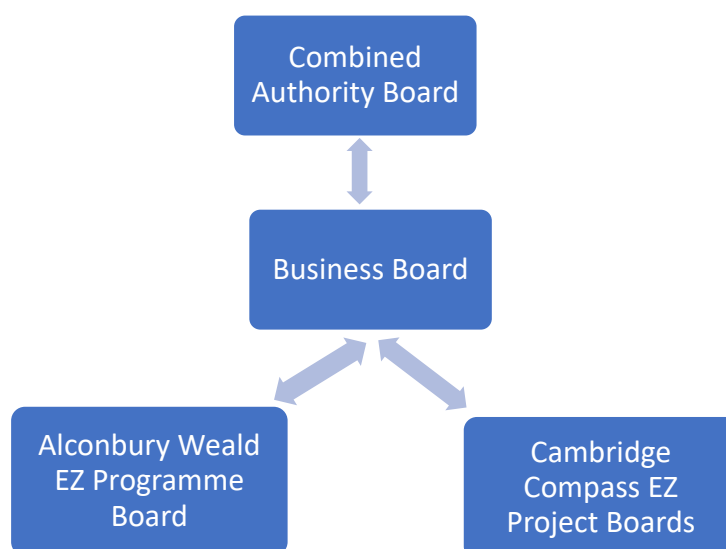 Combined
Authority Board
Business Board
Alconbury Weald
EZ Programme
Board
Cambridge
Compass EZ
Project Boards